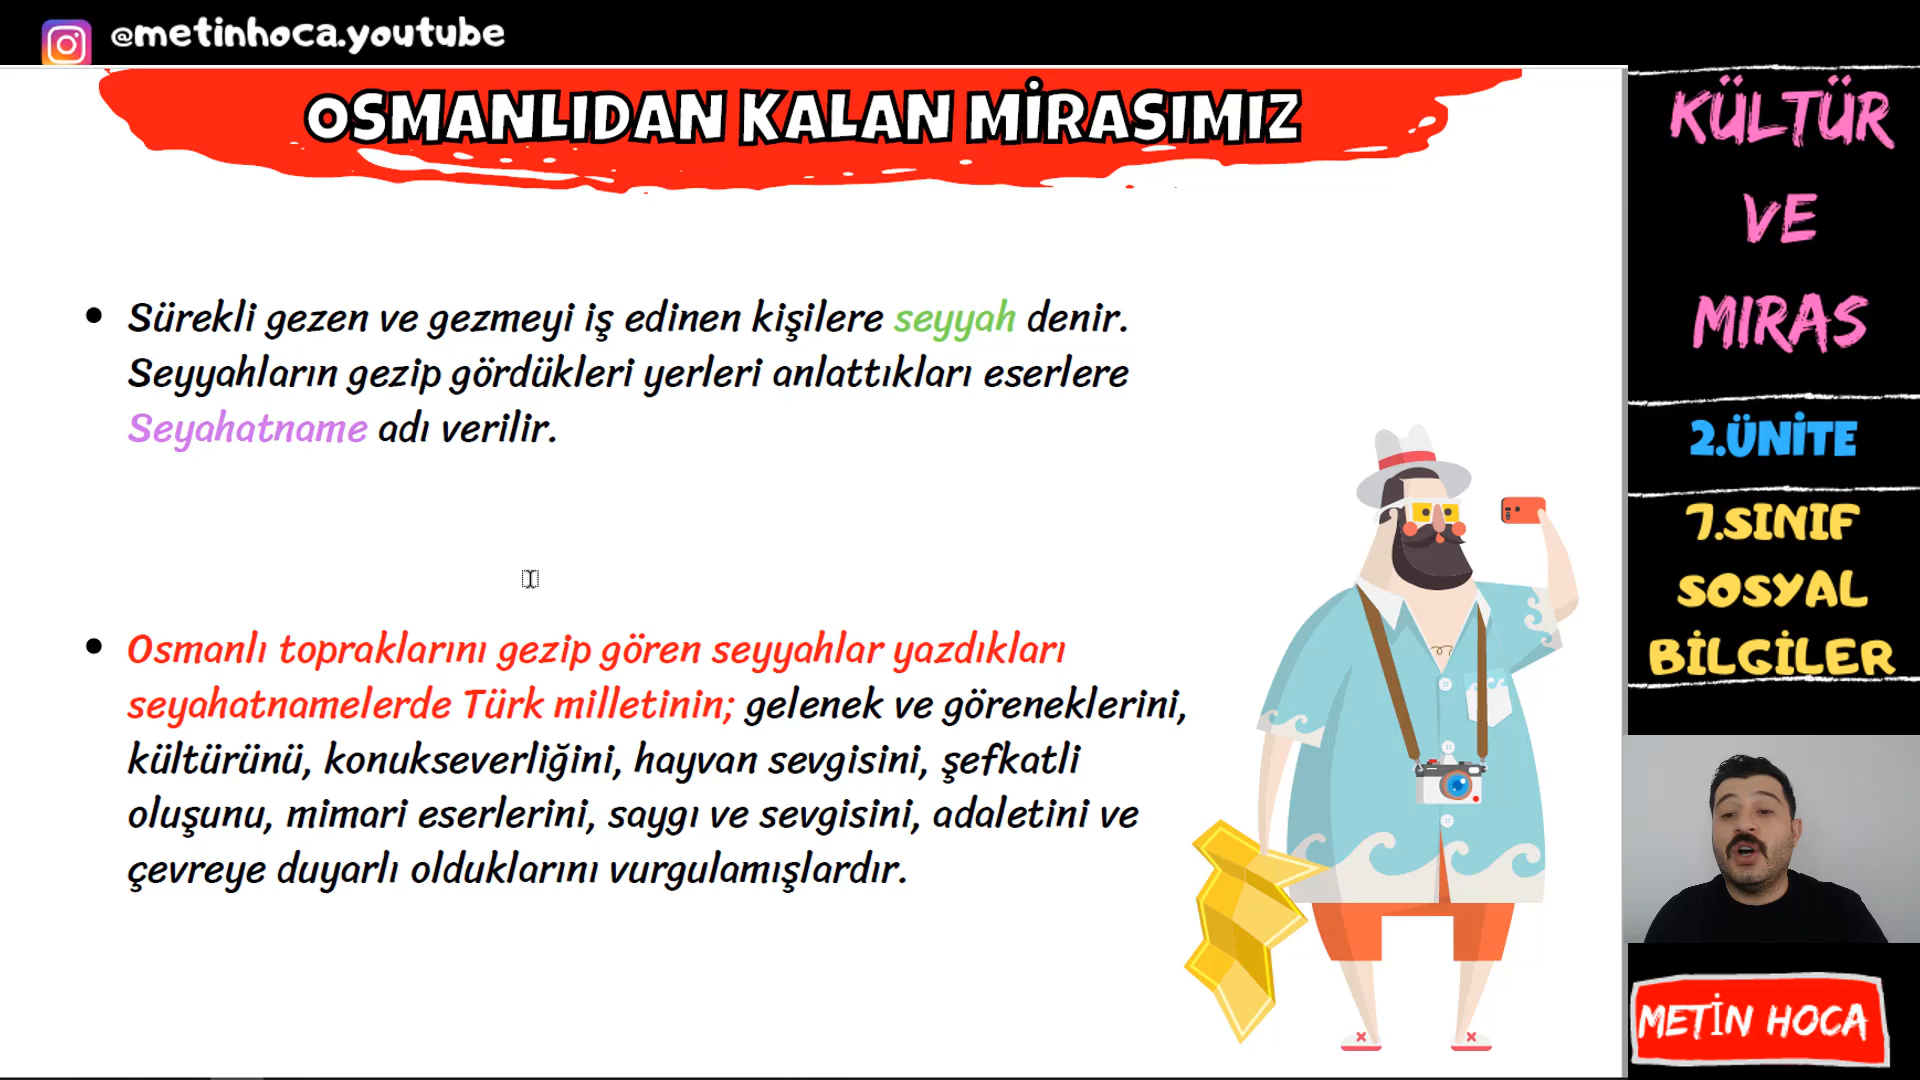 @metinhoca.youtube
OSMANLIDAN KALAN MİRASIMIZ
• Sürekli gezen ve gezmeyi iş edinen kişilere seyyah denir.
Seyyahların gezip gördükleri yerleri anlattıkları eserlere
Seyahatname adı verilir.
• Osmanlı topraklarını gezip gören seyyahlar yazdıkları
seyahatnamelerde Türk milletinin; gelenek ve göreneklerini,
kültürünü, konukseverliğini, hayvan sevgisini, şefkatli
oluşunu, mimari eserlerini, saygı ve sevgisini, adaletini ve
çevreye duyarlı olduklarını vurgulamışlardır.
KÜLTÜR
VE
MIRAS
2.ÜNİTE
7.SINIF
SOSYAL
BİLGİLER
METİN HOCA